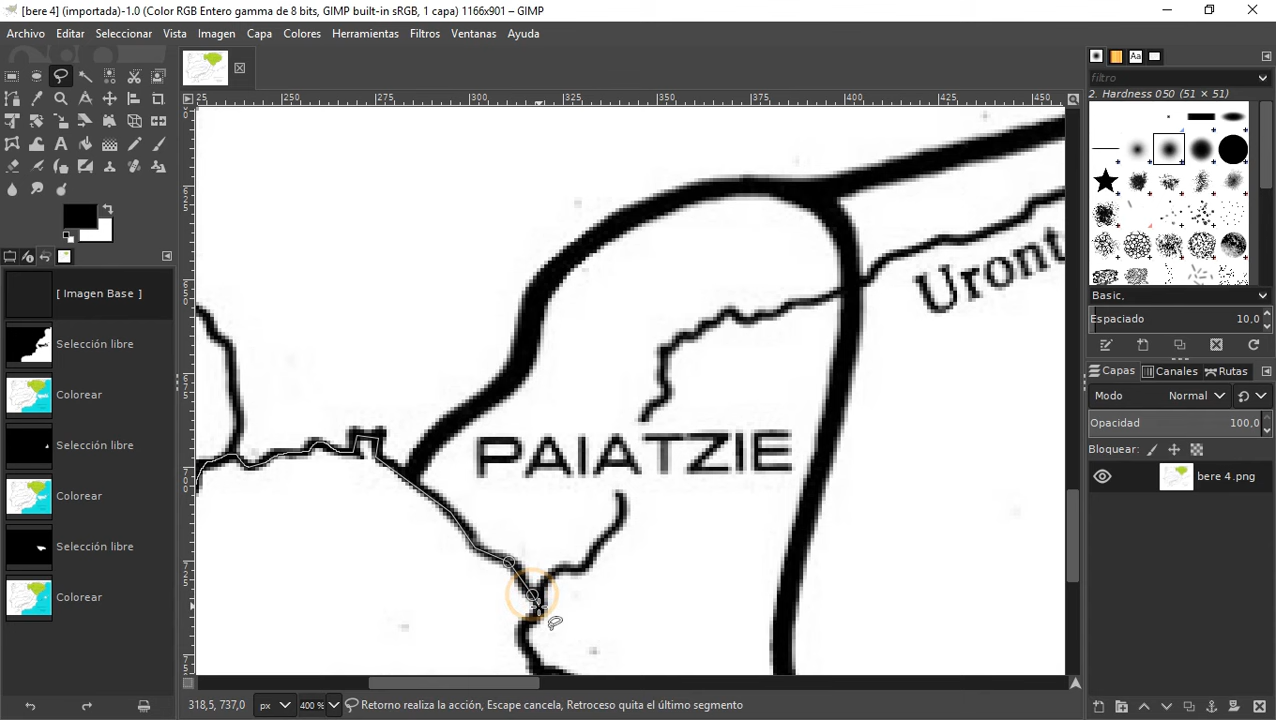 [bere 4] (importada)-1.0 (Color RGB Entero gamma de 8 bits, GIMP built-in sRGB, 1 capa) 1166x901 – GIMP
Archivo Editar Seleccionar Vista Imagen Capa Colores Herramientas Filtros Ventanas Ayuda
Aa
filtro
2. Hardness 050 (51 × 51)
25 250 275 300 325 350 375 400 425 450
Uront
[ Imagen Base ]
Selección libre
Colorear
Selección libre
Colorear
Selección libre
Colorear
PAIATZIE
Basic,
Espaciado 10,0
Capas Canales Rutas
Modo Normal
Opacidad 100,0
Bloquear:
bere 4.png
318,5, 737,0 px 400 % Retorno realiza la acción, Escape cancela, Retroceso quita el último segmento